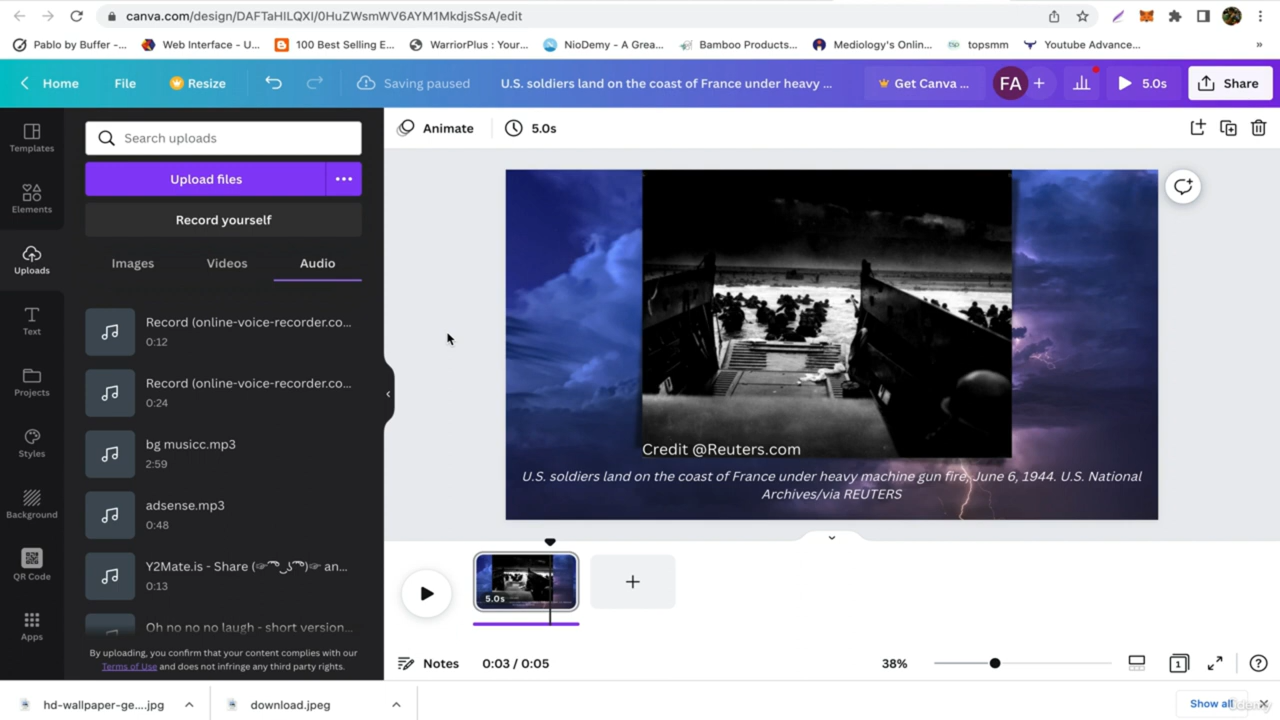 canva.com/design/DAFTaHILQXI/0HuZWsmWV6AYM1MkdjsSsA/edit
Pablo by Buffer -...
Web Interface - U...
100 Best Selling E...
WarriorPlus : Your...
NioDemy - A Grea...
Bamboo Products...
Mediology's Onlin...
topsmm
Youtube Advance...
»
Home
File
Resize
Saving paused
U.S. soldiers land on the coast of France under heavy ...
Get Canva ...
FA
+
5.0s
Share
Templates
Elements
Uploads
Text
Projects
Styles
Background
QR Code
Apps
Search uploads
Upload files
Record yourself
Images
Videos
Audio
Record (online-voice-recorder.co...
0:12
Record (online-voice-recorder.co...
0:24
bg musicc.mp3
2:59
adsense.mp3
0:48
Y2Mate.is - Share (☞ ͡° ͜ʖ ͡°)☞ an...
0:13
Oh no no no laugh - short version...
By uploading, you confirm that your content complies with our
Terms of Use and does not infringe any third party rights.
Animate
5.0s
Credit @Reuters.com
U.S. soldiers land on the coast of France under heavy machine gun fire, June 6, 1944. U.S. National
Archives/via REUTERS
5.0s
+
Notes
0:03 / 0:05
38%
1
?
hd-wallpaper-ge....jpg
download.jpeg
Show all
Udemy